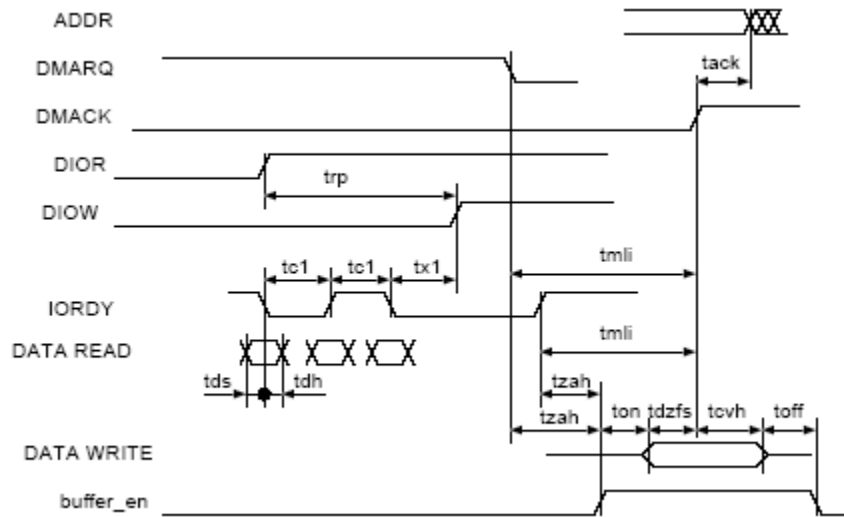 ADDR
DMARQ
tack
DMACK
DIOR
trp
DIOW
tc1 tc1 tx1 tmli
IORDY
DATA READ
tmli
tds tdh tzah
tzah ton tdzfs tcvh toff
DATA WRITE
buffer_en